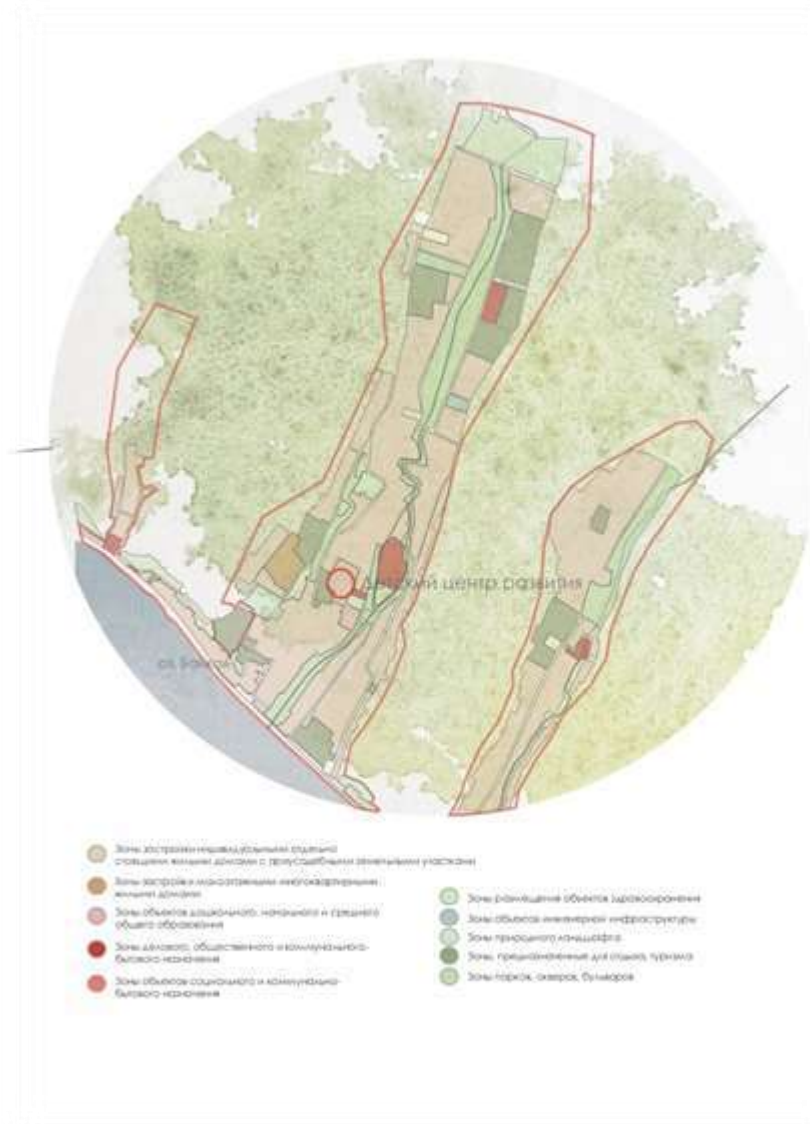 Детский центр развития
оз. Байкал
Зоны застройки индивидуальными отдельно
стоящими жилыми домами с приусадебными земельными участками
Зоны застройки малоэтажными многоквартирными
жилыми домами
Зоны объектов дошкольного, начального и среднего
общего образования
Зоны делового, общественного и коммунально-
бытового назначения
Зоны объектов социального и коммунально-
бытового назначения
Зоны размещения объектов здравоохранения
Зоны объектов инженерной инфраструктуры
Зоны природного ландшафта
Зоны, предназначенные для отдыха, туризма
Зоны парков, скверов, бульваров